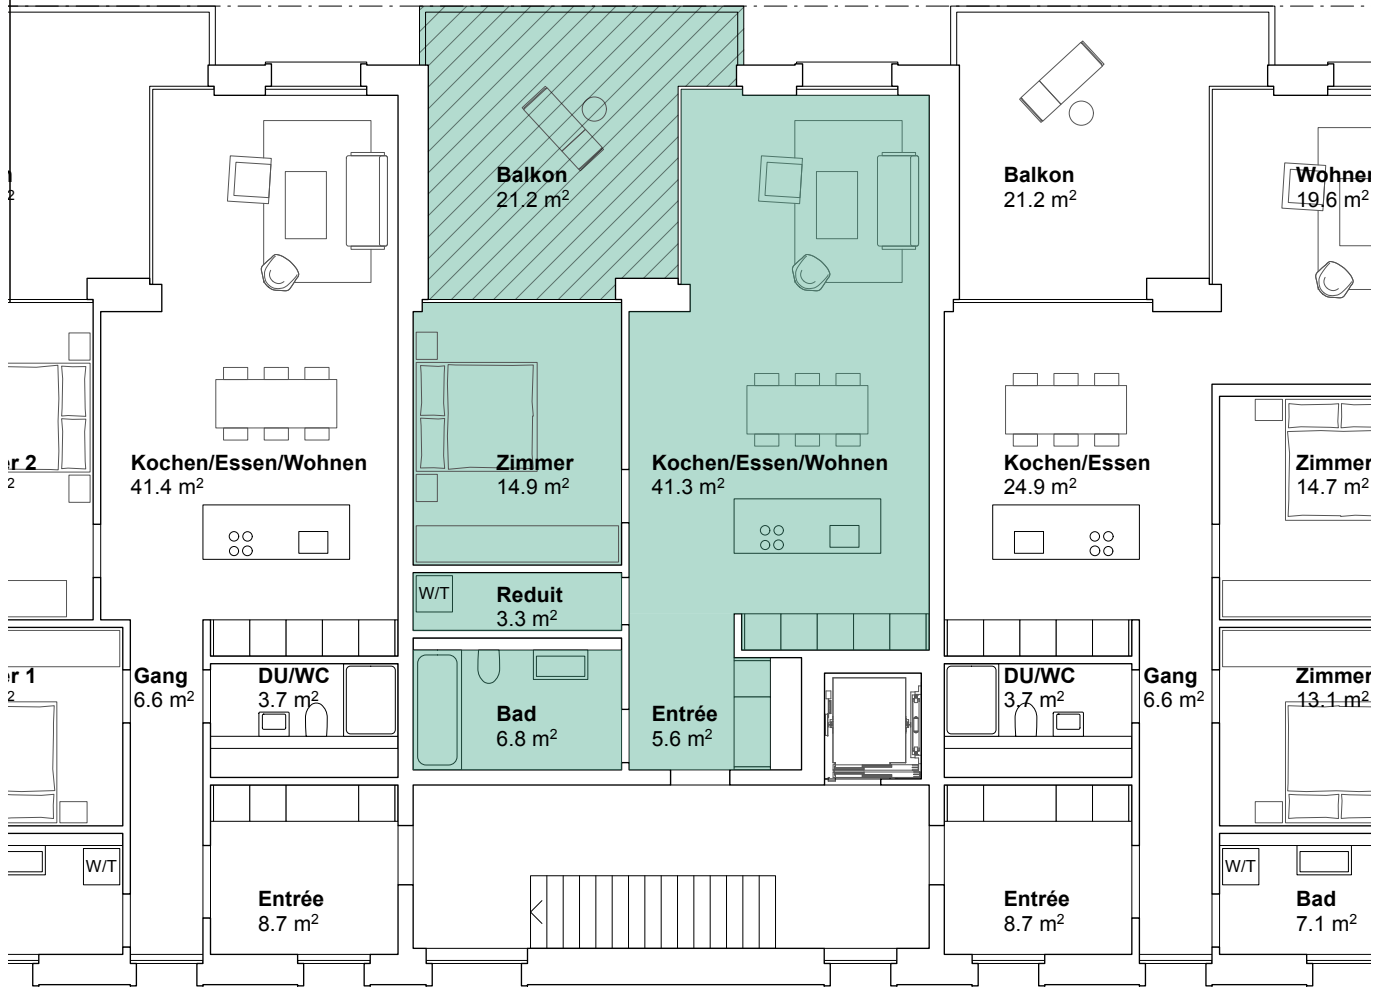 Balkon
21.2 m²
Balkon
21.2 m²
Wohnen
19.6 m²
er 2
Kochen/Essen/Wohnen
41.4 m²
Zimmer
14.9 m²
Kochen/Essen/Wohnen
41.3 m²
Kochen/Essen
24.9 m²
Zimmer
14.7 m²
W/T
Reduit
3.3 m²
er 1
Gang
6.6 m²
DU/WC
3.7 m²
Bad
6.8 m²
Entrée
5.6 m²
DU/WC
3.7 m²
Gang
6.6 m²
Zimmer
13.1 m²
W/T
Entrée
8.7 m²
Entrée
8.7 m²
W/T
Bad
7.1 m²